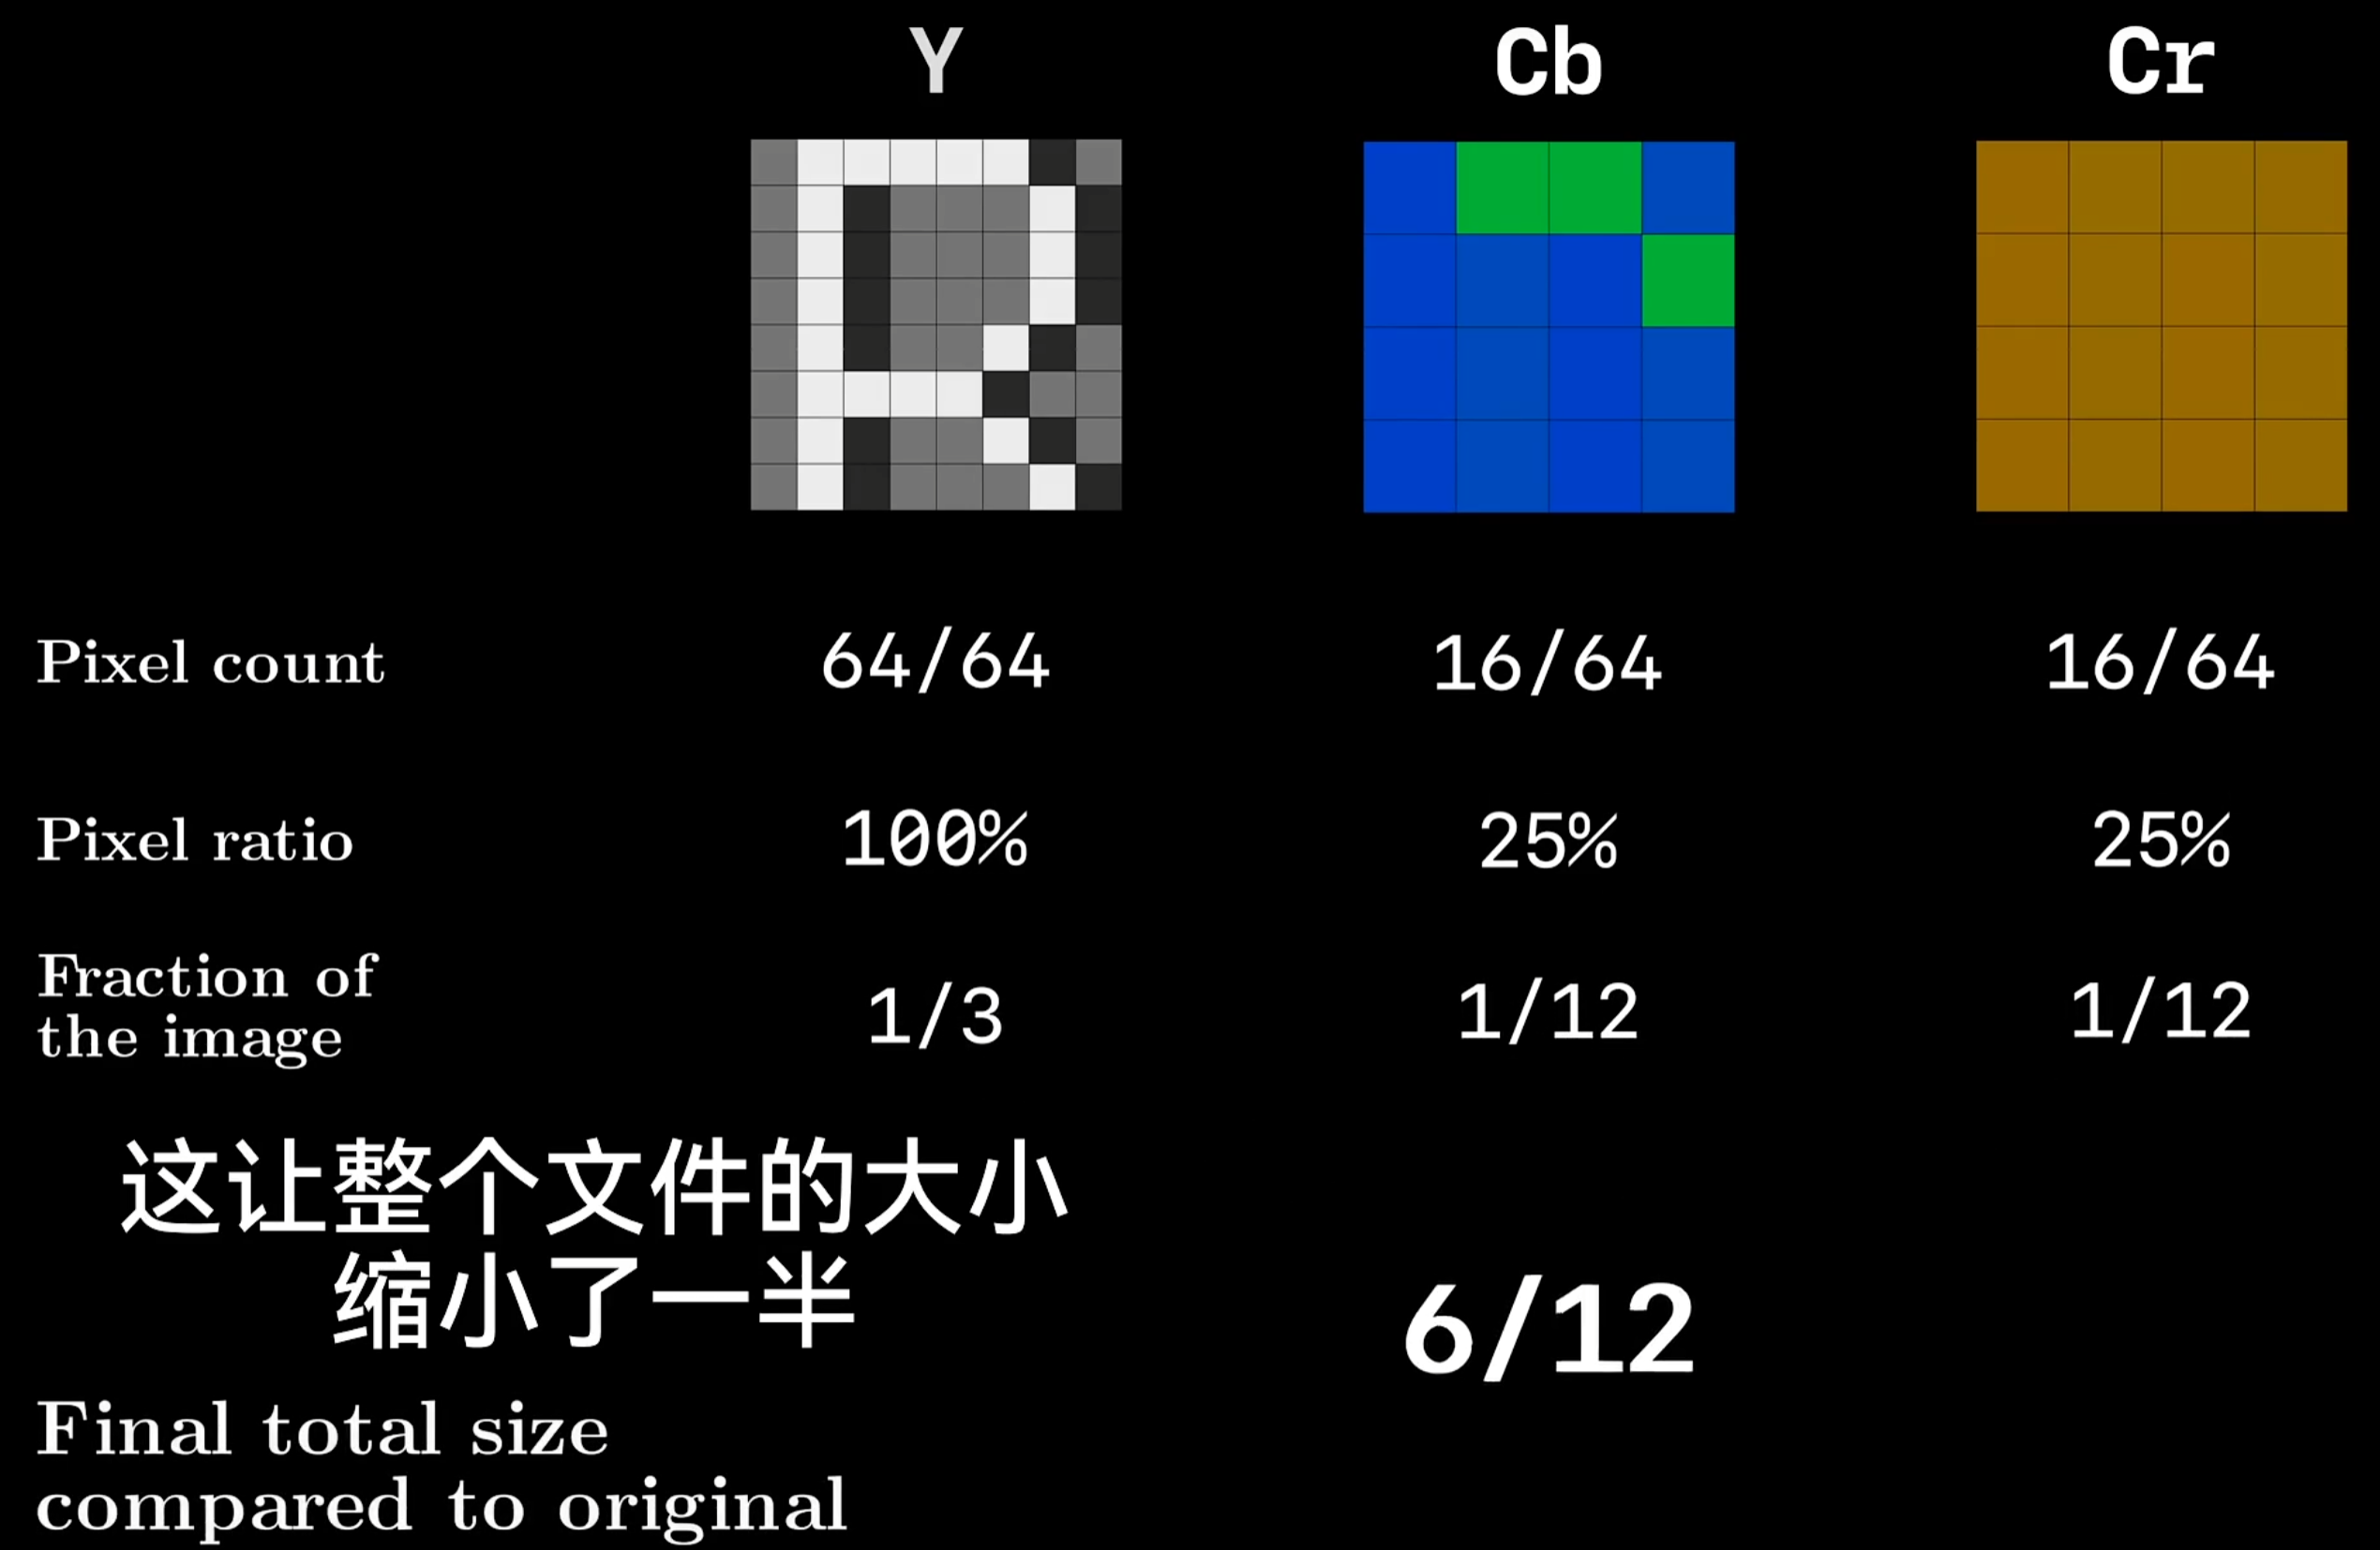 Y Cb Cr
Pixel count 64/64 16/64 16/64
Pixel ratio 100% 25% 25%
Fraction of
the image 1/3 1/12 1/12
这让整个文件的大小
缩小了一半
6/12
Final total size
compared to original